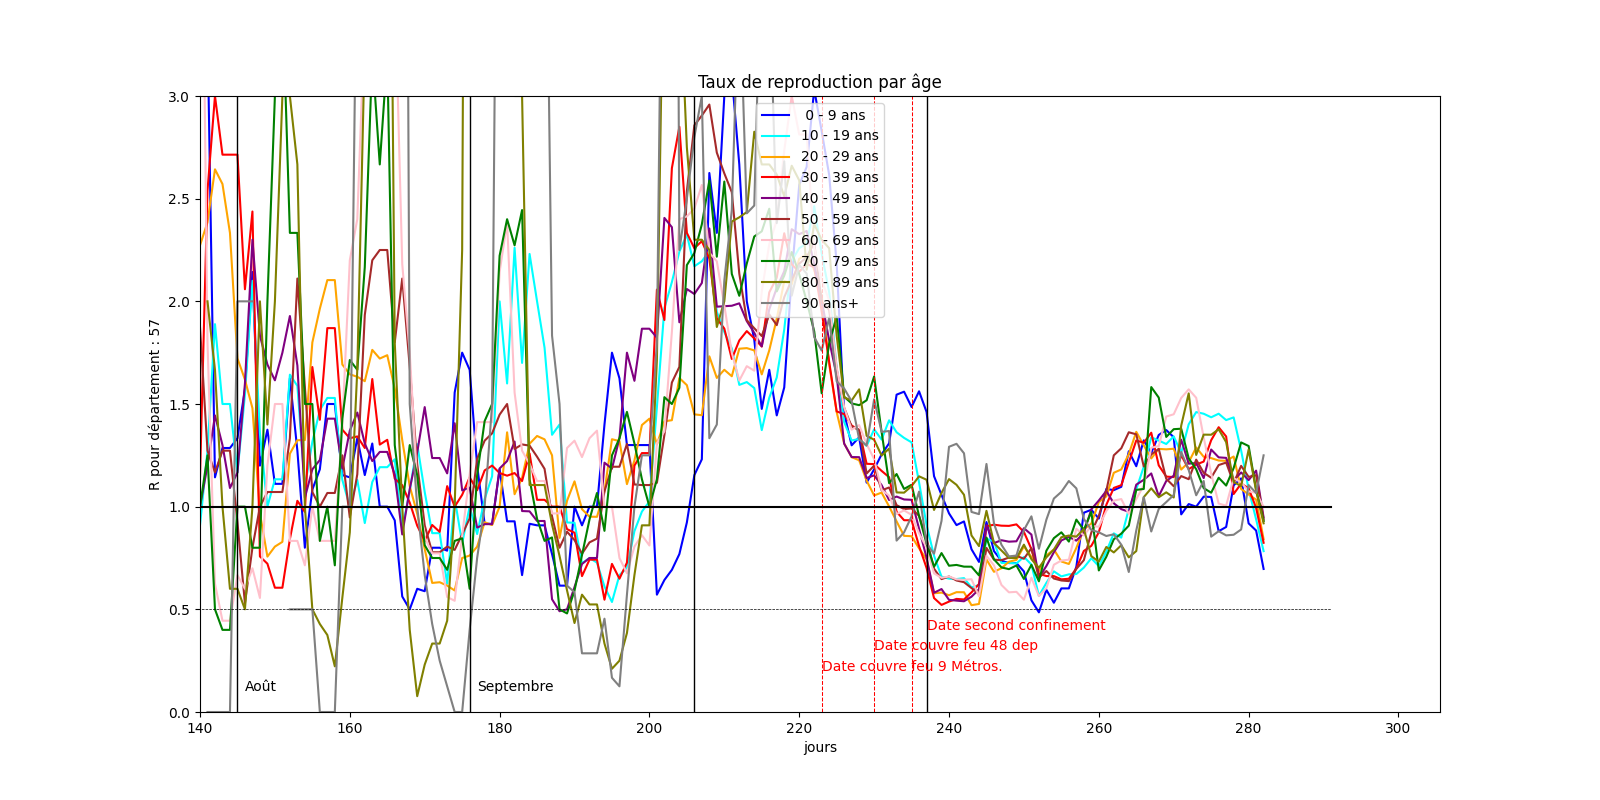 Taux de reproduction par âge
R pour département : 57
3.0
2.5
2.0
1.5
1.0
0.5
0.0
0 - 9 ans
10 - 19 ans
20 - 29 ans
30 - 39 ans
40 - 49 ans
50 - 59 ans
60 - 69 ans
70 - 79 ans
80 - 89 ans
90 ans+
Date second confinement
Date couvre feu 48 dep
Date couvre feu 9 Métros.
Août
Septembre
140
160
180
200
220
240
260
280
300
jours